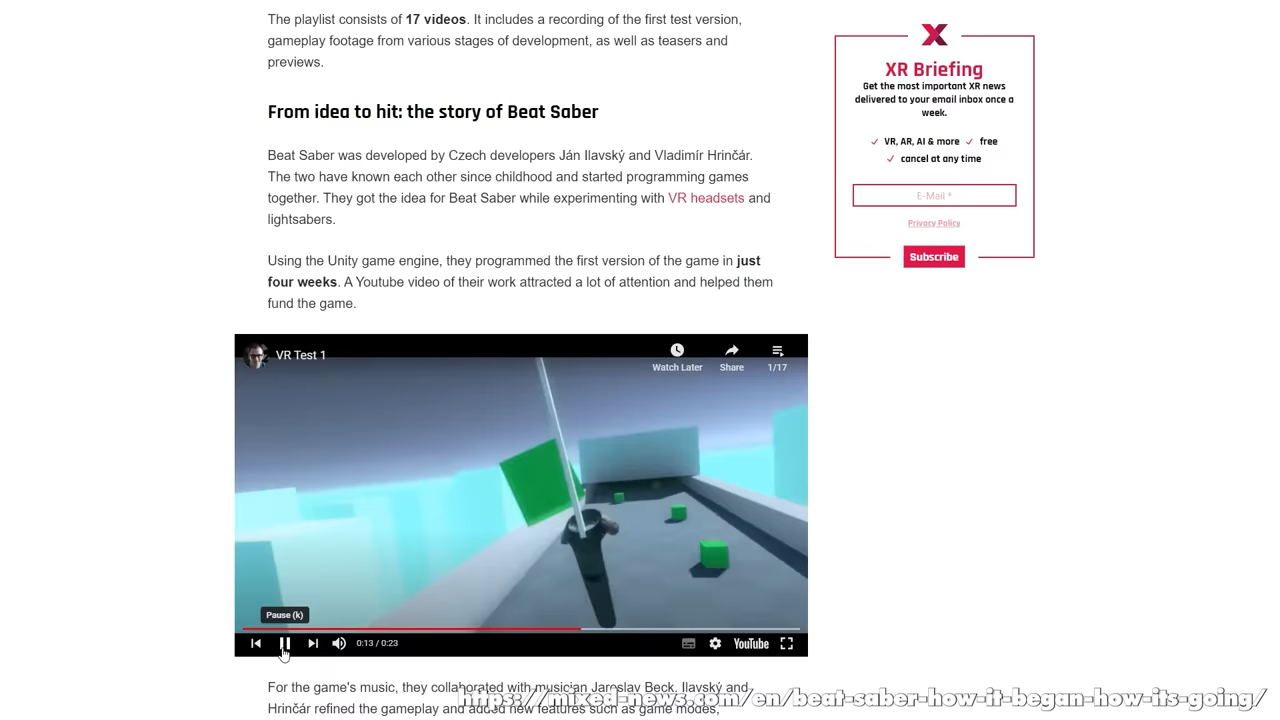 The playlist consists of 17 videos. It includes a recording of the first test version,
gameplay footage from various stages of development, as well as teasers and
previews.
From idea to hit: the story of Beat Saber
Beat Saber was developed by Czech developers Ján Ilavský and Vladimír Hrinčár.
The two have known each other since childhood and started programming games
together. They got the idea for Beat Saber while experimenting with VR headsets and
lightsabers.
Using the Unity game engine, they programmed the first version of the game in just
four weeks. A Youtube video of their work attracted a lot of attention and helped them
fund the game.
VR Test 1
Watch Later
Share
1/17
Pause (k)
0:13 / 0:23
YouTube
For the game's music, they collaborated with musician Jaroslav Beck. Ilavský and
Hrinčár refined the gameplay and added new features such as game modes,
XR Briefing
Get the most important XR news
delivered to your email inbox once a
week.
VR, AR, AI & more
free
cancel at any time
E-Mail *
Privacy Policy
Subscribe
https://mixed-news.com/en/beat-saber-how-it-began-how-its-going/